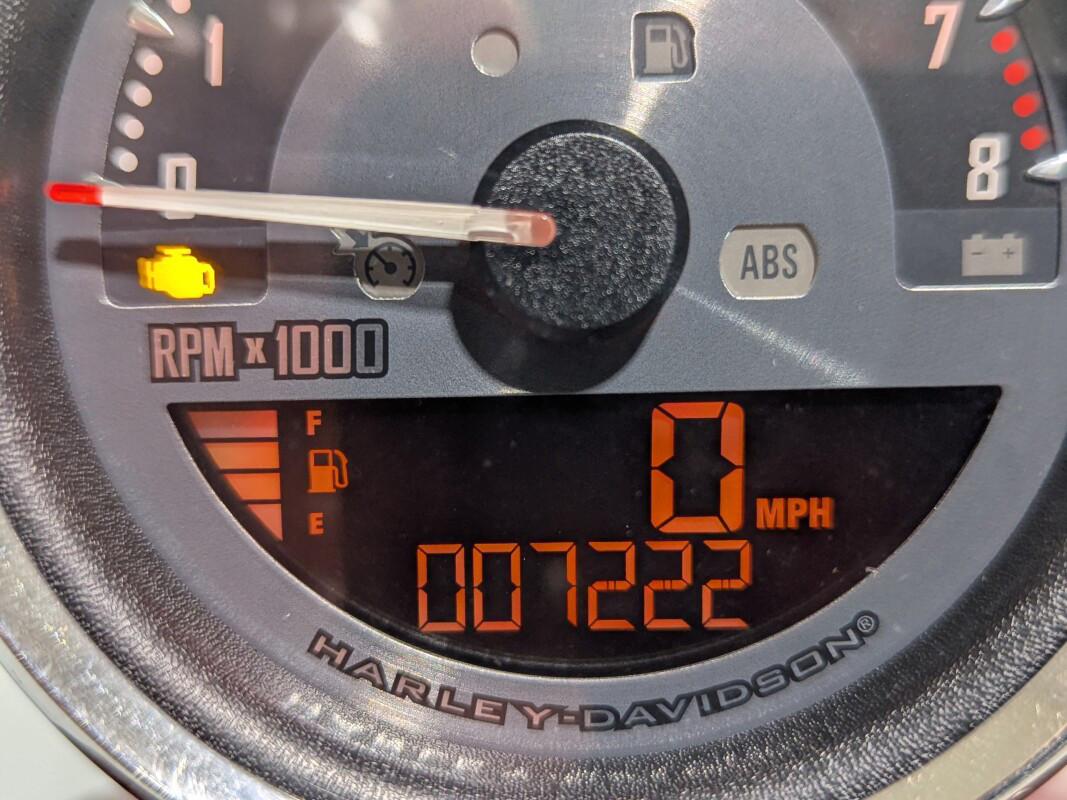 1
7
0
8
ABS
- +
RPM x 1000
F
0 MPH
E
007222
HARLEY-DAVIDSON®